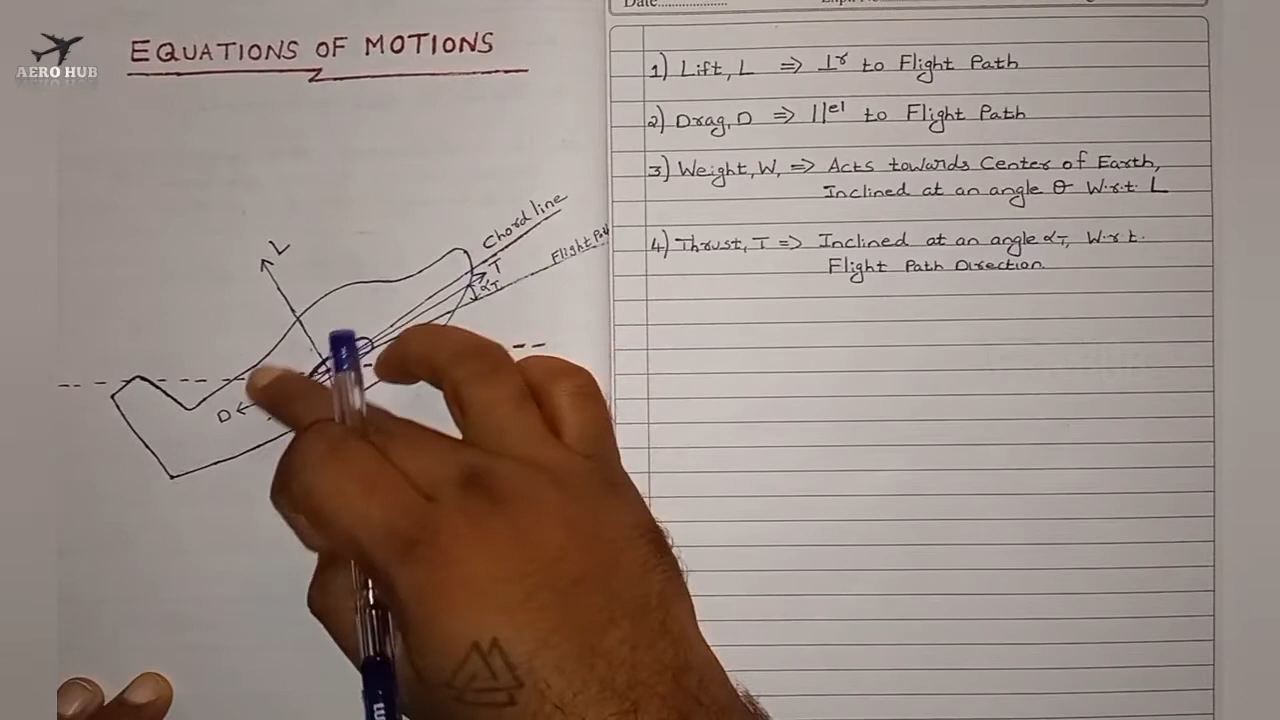 AERO HUB
EQUATIONS OF MOTIONS
L
Chord line
Flight
T
αT
D
Date
1) Lift, L ⇒ ⊥r to Flight Path
2) Drag, D ⇒ ||el to Flight Path
3) Weight, W, ⇒ Acts towards Center of Earth,
Inclined at an angle θ W.r.t. L
4) Thrust, T ⇒ Inclined at an angle αT, W.r.t.
Flight Path Direction.